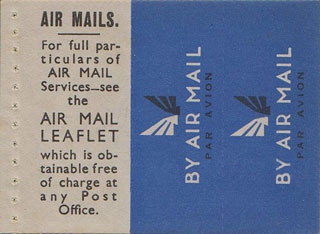 AIR MAILS.
For full par-
ticulars of
AIR MAIL
Services—see
the
AIR MAIL
LEAFLET
which is ob-
tainable free
of charge at
any Post
Office.
BY AIR MAIL
PAR AVION
BY AIR MAIL
PAR AVION